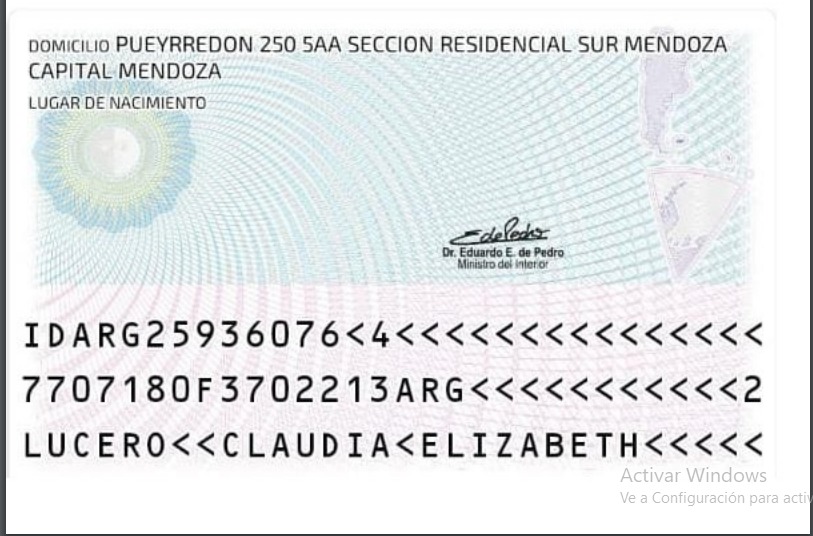 DOMICILIO PUEYRREDON 250 5AA SECCION RESIDENCIAL SUR MENDOZA
CAPITAL MENDOZA
LUGAR DE NACIMIENTO
Dr. Eduardo E. de Pedro
Ministro del Interior
IDARG25936076<4<<<<<<<<<<<<<<<
7707180F3702213ARG<<<<<<<<<<<2
LUCERO<<CLAUDIA<ELIZABETH<<<<<
Activar Windows
Ve a Configuración para activ